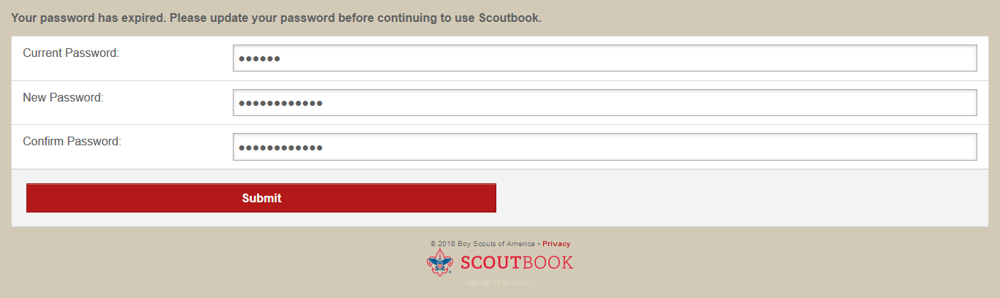 Your password has expired. Please update your password before continuing to use Scoutbook.
Current Password:
••••••
New Password:
••••••••••••
Confirm Password:
••••••••••••
Submit
© 2018 Boy Scouts of America • Privacy
SCOUTBOOK